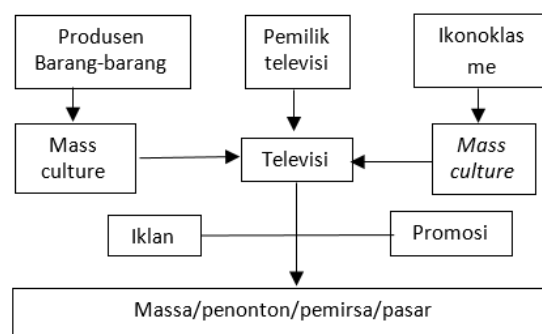 Produsen
Barang-barang
Pemilik
televisi
Ikonoklas
me
Mass
culture
Televisi
Mass
culture
Iklan
Promosi
Massa/penonton/pemirsa/pasar